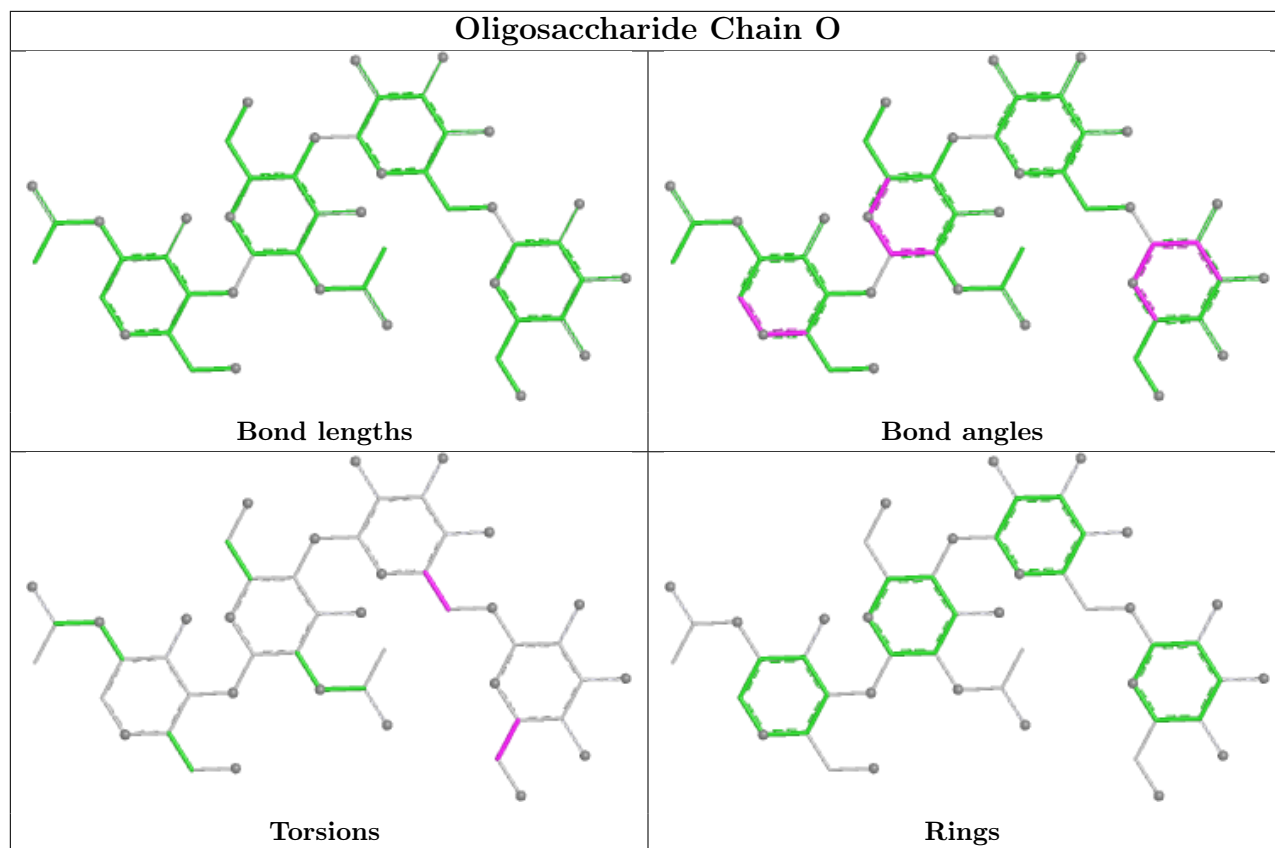 Oligosaccharide Chain O
Bond lengths
Bond angles
Torsions
Rings